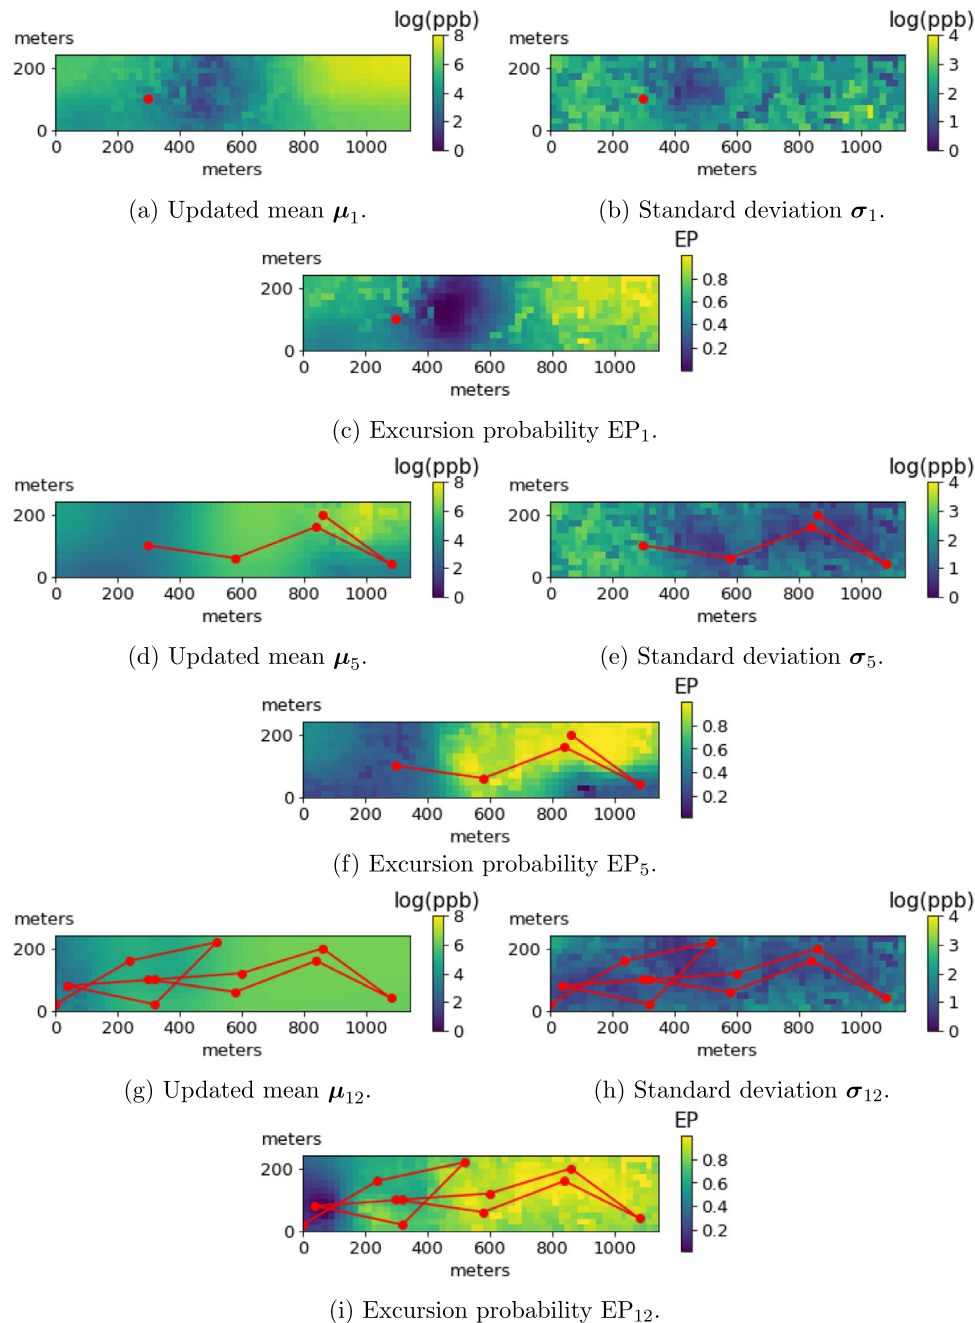 log(ppb) log(ppb)
meters 8 meters 4
200 6 200 3
4 2
2 1
0 0 0 0
0 200 400 600 800 1000 0 200 400 600 800 1000
meters meters
(a) Updated mean μ1. (b) Standard deviation σ1.
EP
meters
200 0.8
0.6
0.4
0 0.2
0 200 400 600 800 1000
meters
(c) Excursion probability EP1.
log(ppb) log(ppb)
meters 8 meters 4
200 6 200 3
4 2
2 1
0 0 0 0
0 200 400 600 800 1000 0 200 400 600 800 1000
meters meters
(d) Updated mean μ5. (e) Standard deviation σ5.
EP
meters
200 0.8
0.6
0.4
0 0.2
0 200 400 600 800 1000
meters
(f) Excursion probability EP5.
log(ppb) log(ppb)
meters 8 meters 4
200 6 200 3
4 2
2 1
0 0 0 0
0 200 400 600 800 1000 0 200 400 600 800 1000
meters meters
(g) Updated mean μ12. (h) Standard deviation σ12.
EP
meters
200 0.8
0.6
0.4
0 0.2
0 200 400 600 800 1000
meters
(i) Excursion probability EP12.